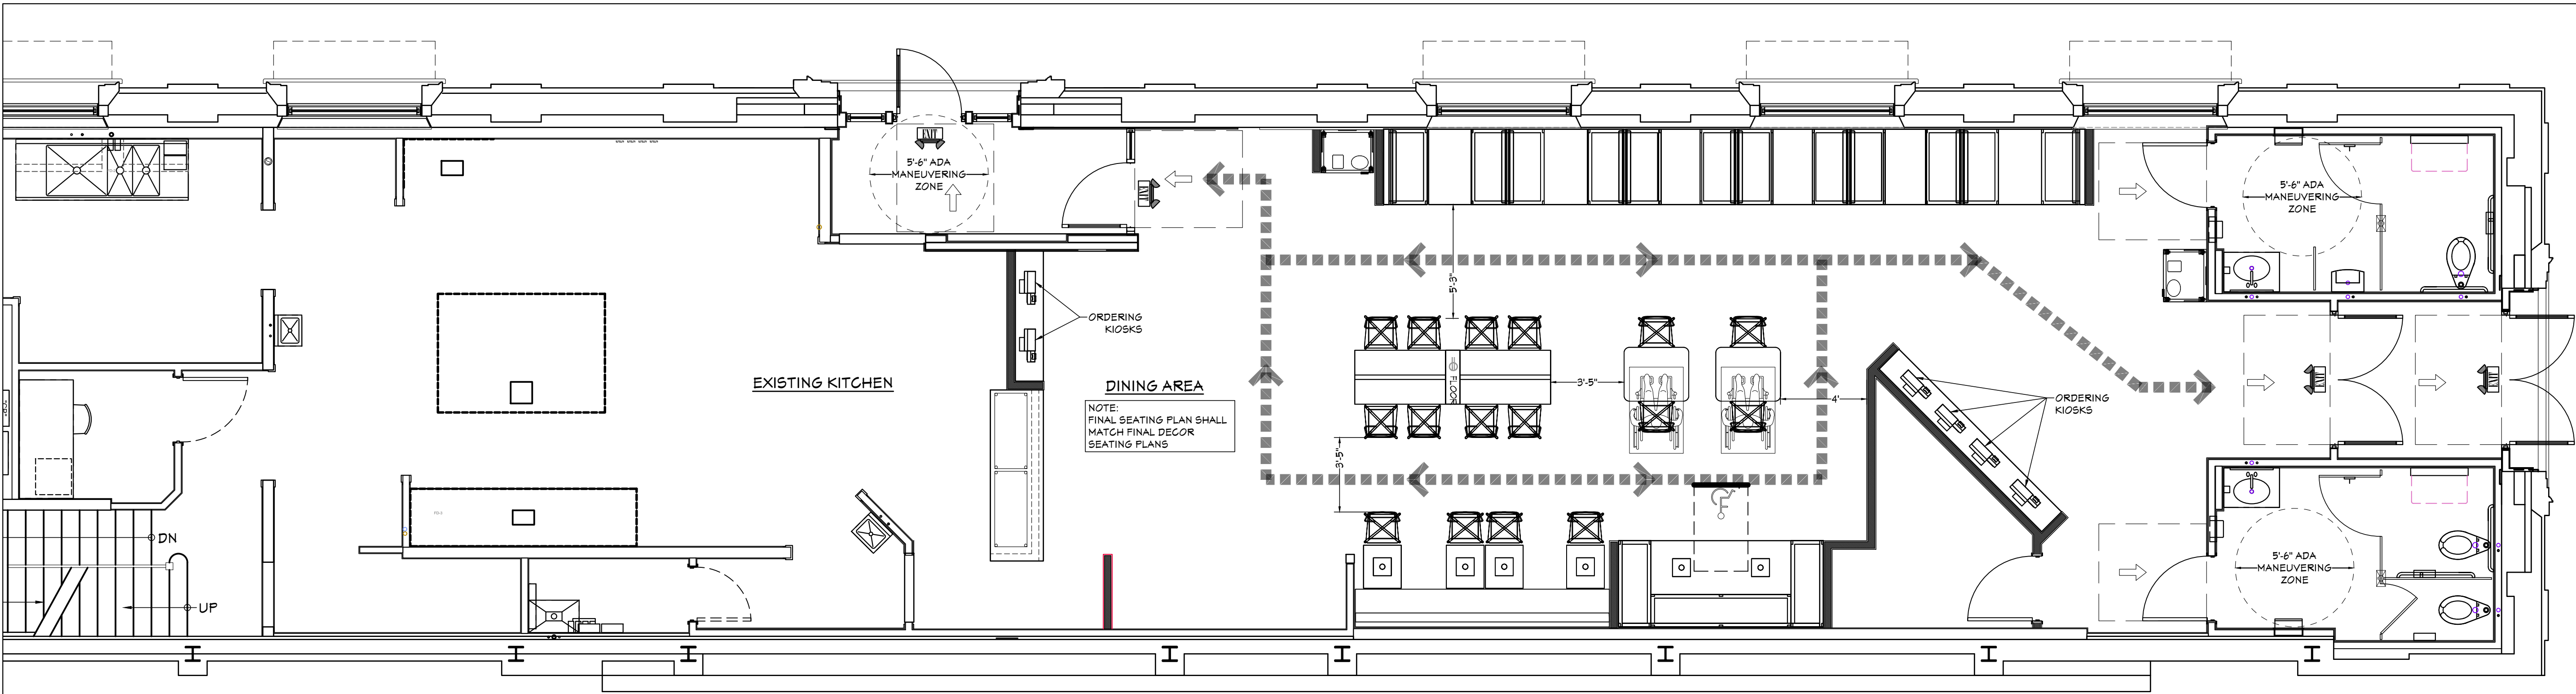 EXIT
5'-6" ADA
MANEUVERING
ZONE
EXIT
5'-6" ADA
MANEUVERING
ZONE
5'-3"
ORDERING
KIOSKS
EXISTING KITCHEN
DINING AREA
NOTE:
FINAL SEATING PLAN SHALL
MATCH FINAL DECOR
SEATING PLANS
FLOOR
3'-5"
4'
ORDERING
KIOSKS
EXIT
EXIT
3'-5"
DN
UP
5'-6" ADA
MANEUVERING
ZONE